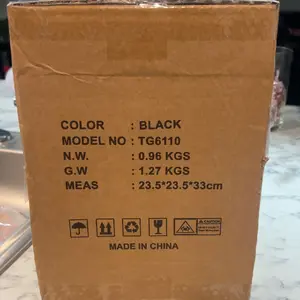 COLOR : BLACK
MODEL NO : TG6110
N.W. : 0.96 KGS
G.W : 1.27 KGS
MEAS : 23.5*23.5*33cm
MADE IN CHINA